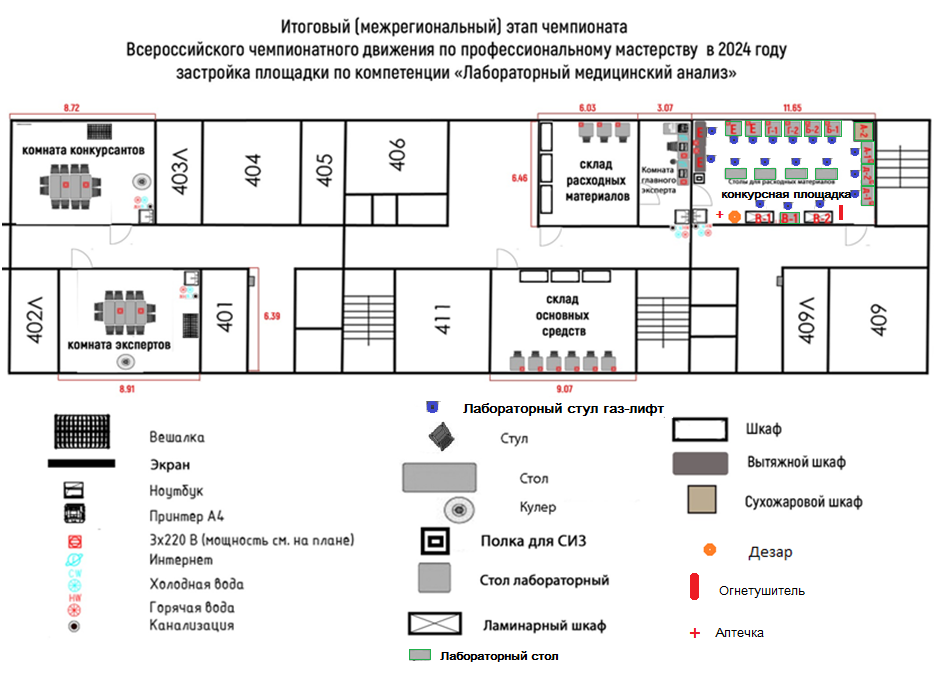 Итоговый (межрегиональный) этап чемпионата
Всероссийского чемпионатного движения по профессиональному мастерству в 2024 году
застройка площадки по компетенции «Лабораторный медицинский анализ»
8.72
6.03
3.07
11.65
комната конкурсантов
403Л
404
405
406
6.46
склад
расходных
материалов
Комната
главного
эксперта
Е
Е
Г-1
Г-2
Б-2
Б-1
А-2
А-1
А-2
А-1
Столы для расходных материалов
конкурсная площадка
В-1
В-1
В-2
402Л
комната экспертов
401
6.39
411
склад
основных
средств
409Л
409
8.91
9.07
Вешалка
Экран
Ноутбук
Принтер А4
3х220 В (мощность см. на плане)
Интернет
CW
Холодная вода
HW
Горячая вода
Канализация
Лабораторный стул газ-лифт
Стул
Стол
Кулер
Полка для СИЗ
Стол лабораторный
Ламинарный шкаф
Лабораторный стол
Шкаф
Вытяжной шкаф
Сухожаровой шкаф
Дезар
Огнетушитель
Аптечка